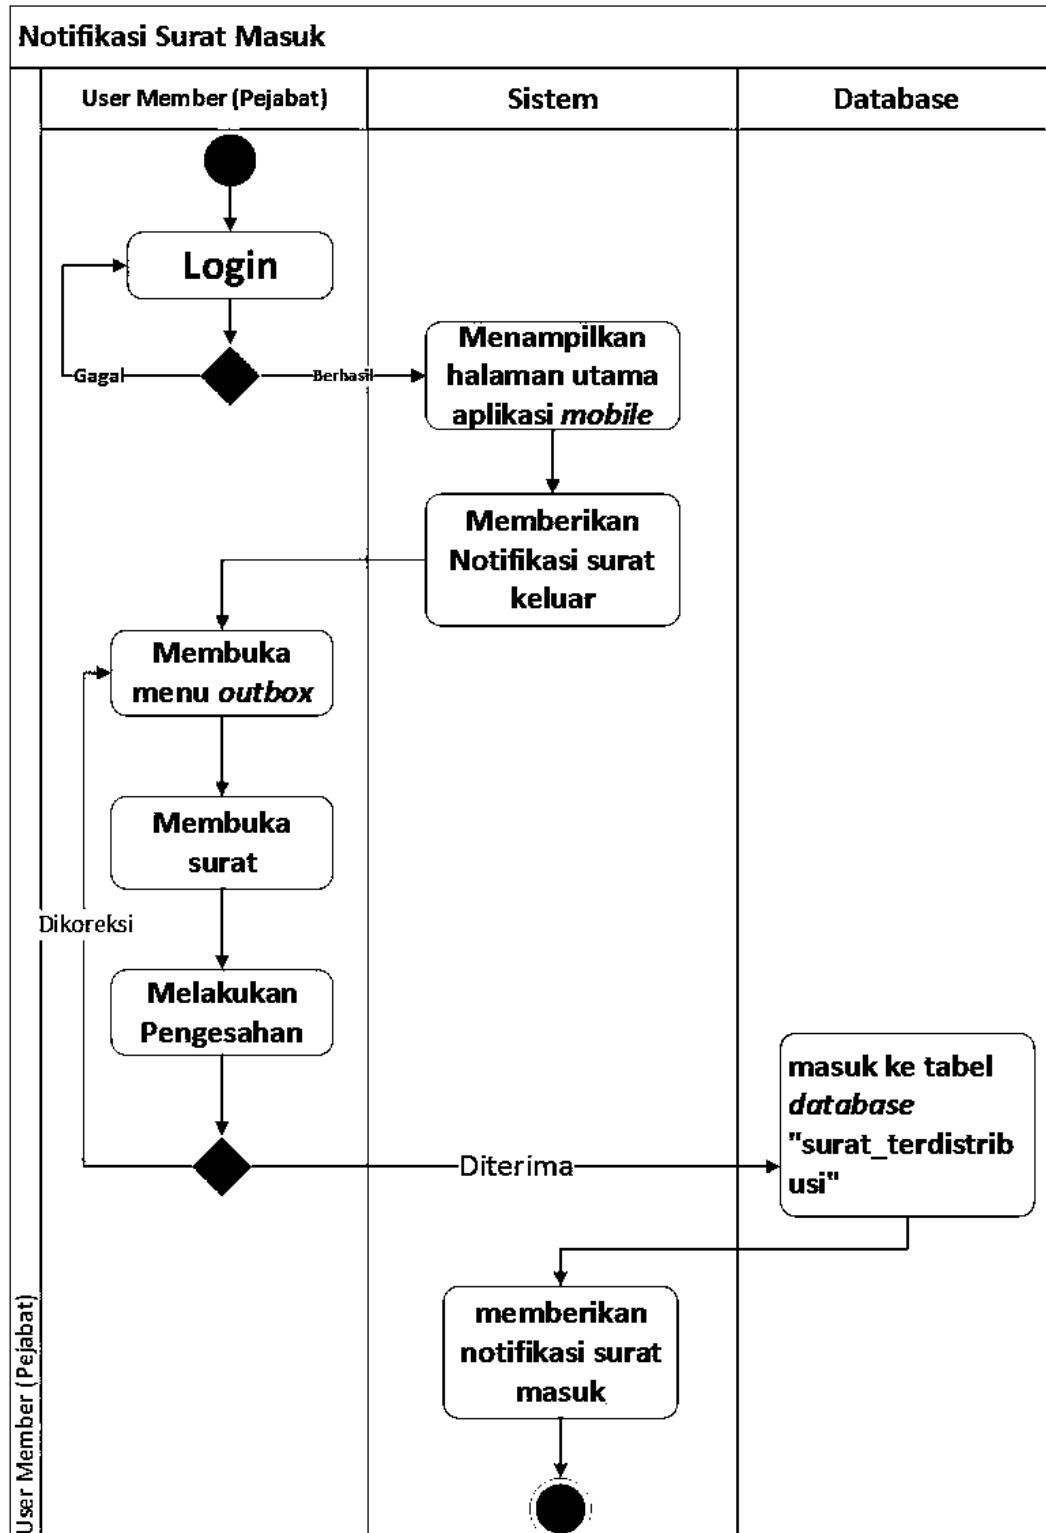 Notifikasi Surat Masuk
User Member (Pejabat)
Sistem
Database
Login
Gagal
Berhasil
Menampilkan
halaman utama
aplikasi mobile
Memberikan
Notifikasi surat
keluar
Membuka
menu outbox
Membuka
surat
Dikoreksi
Melakukan
Pengesahan
masuk ke tabel
database
"surat_terdistrib
usi"
Diterima
memberikan
notifikasi surat
masuk
User Member (Pejabat)